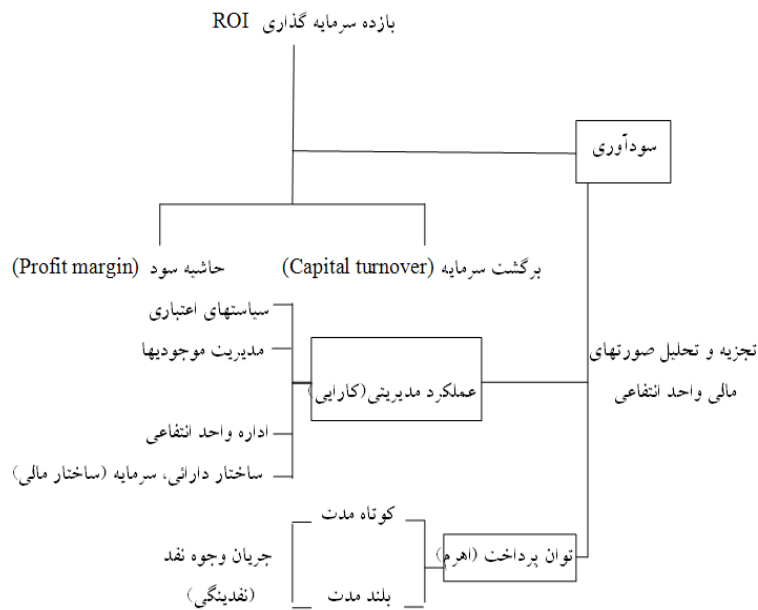 بازده سرمایه گذاری ROI
سودآوری
برگشت سرمایه (Capital turnover)
حاشیه سود (Profit margin)
تجزیه و تحلیل صورتهای
مالی واحد انتفاعی
عملکرد مدیریتی(کارایی)
سیاستهای اعتباری
مدیریت موجودیها
اداره واحد انتفاعی
ساختار دارائی، سرمایه (ساختار مالی)
توان پرداخت (اهرم)
کوتاه مدت
بلند مدت
جریان وجوه نفد
(نفدینگی)